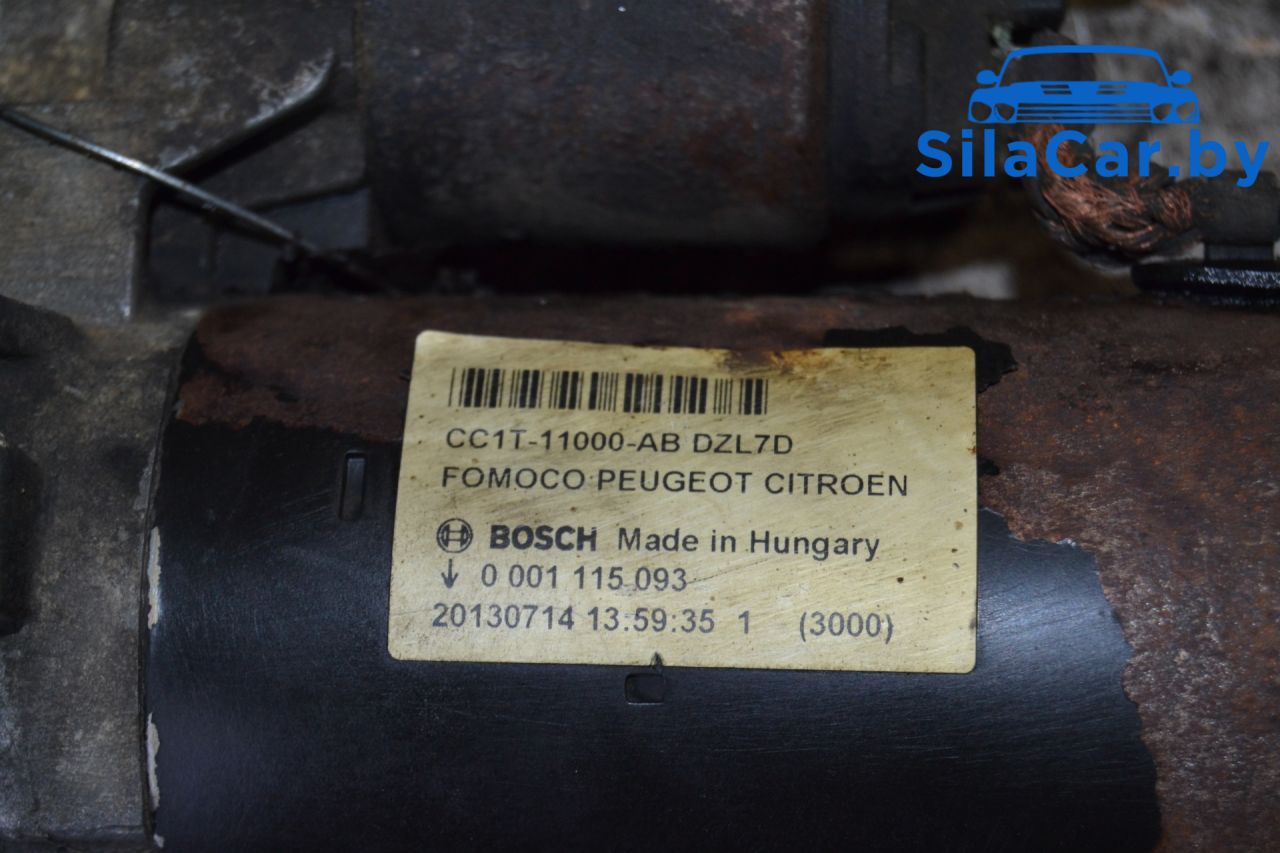 SilaCar.by
CC1T-11000-AB DZL7D
FOMOCO PEUGEOT CITROEN
BOSCH Made in Hungary
↓ 0 001 115 093
20130714 13:59:35 1 (3000)